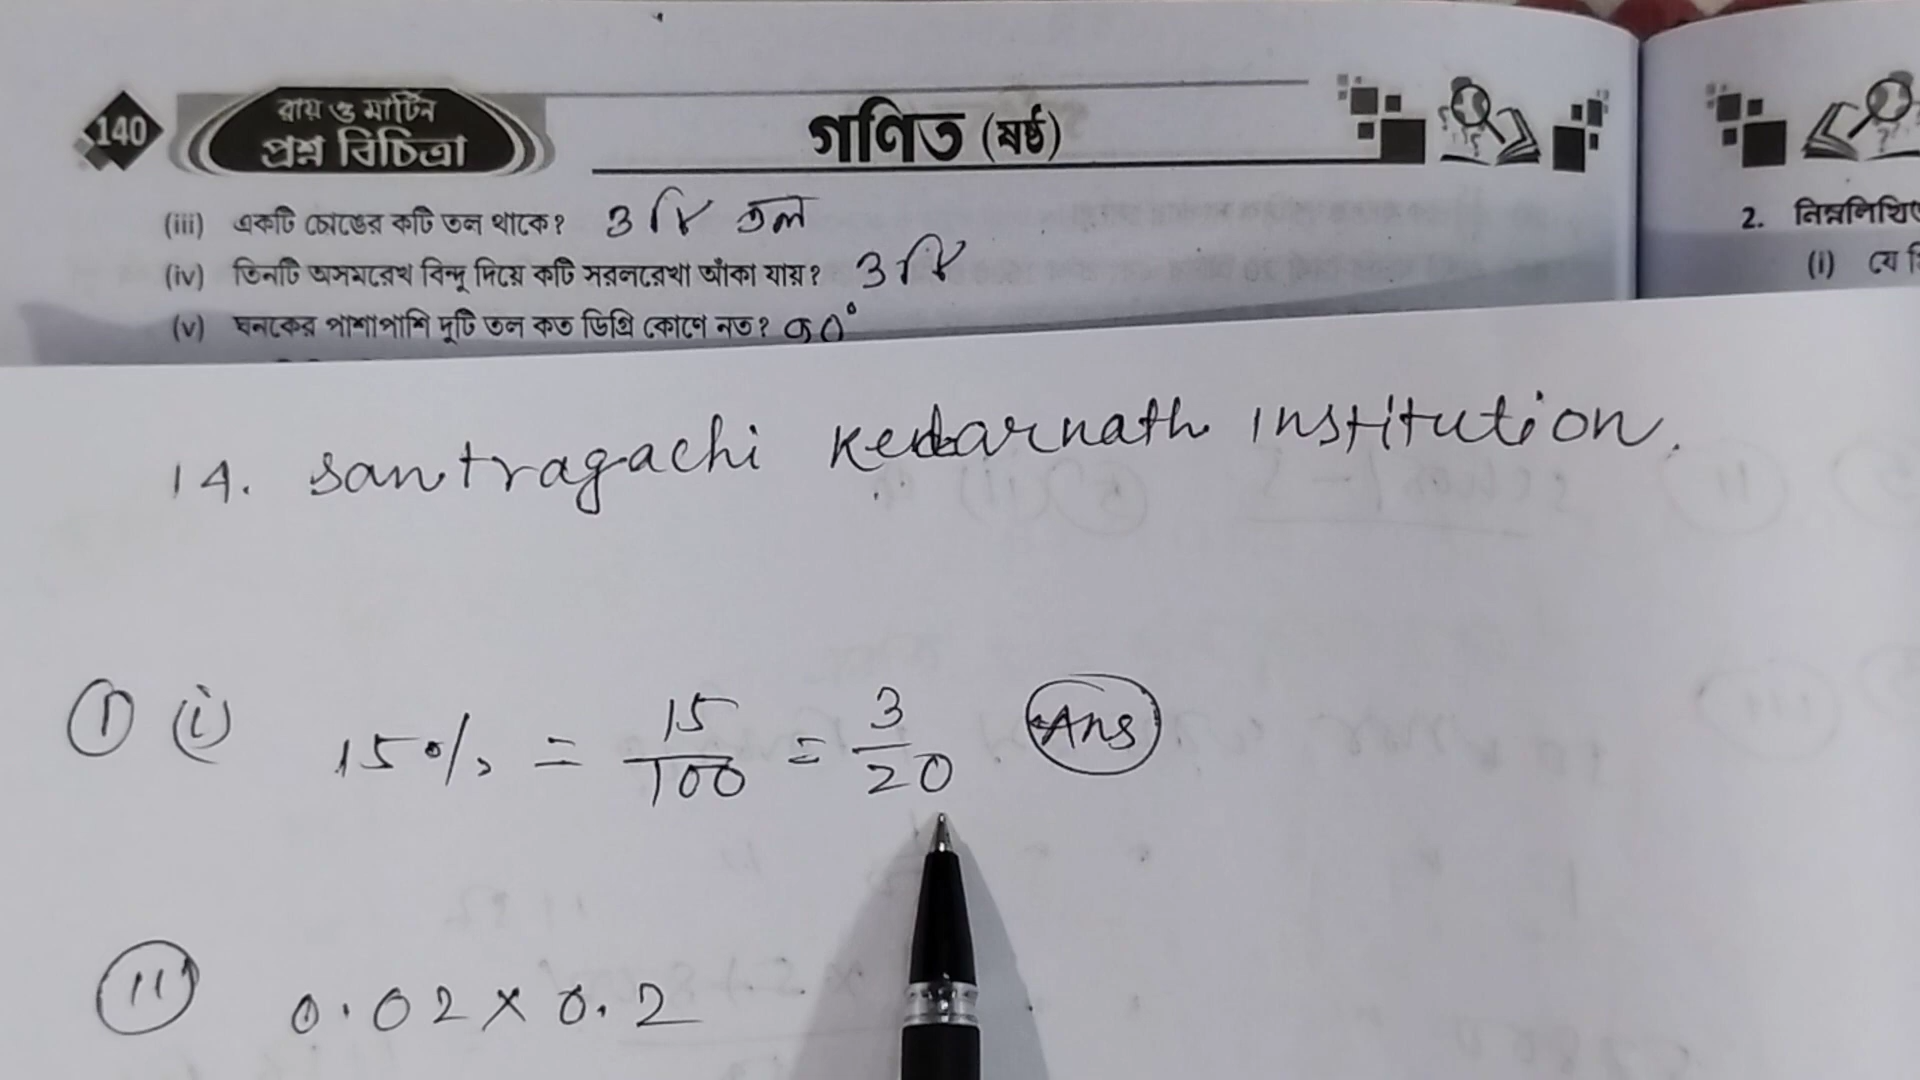 140
রায় ও মার্টিন
প্রশ্ন বিচিত্রা
গণিত (ষষ্ঠ)
(iii) একটি চোঙের কটি তল থাকে? 3 টি তল
(iv) তিনটি অসমরেখ বিন্দু দিয়ে কটি সরলরেখা আঁকা যায়? 3 টি
(v) ঘনকের পাশাপাশি দুটি তল কত ডিগ্রি কোণে নত? 90°
2. নিম্নলিখিত
(i) যে
14. Santragachi Kedarnath Institution.
1 (i) 15% = 15/100 = 3/20 Ans
11 0.02 × 0.2